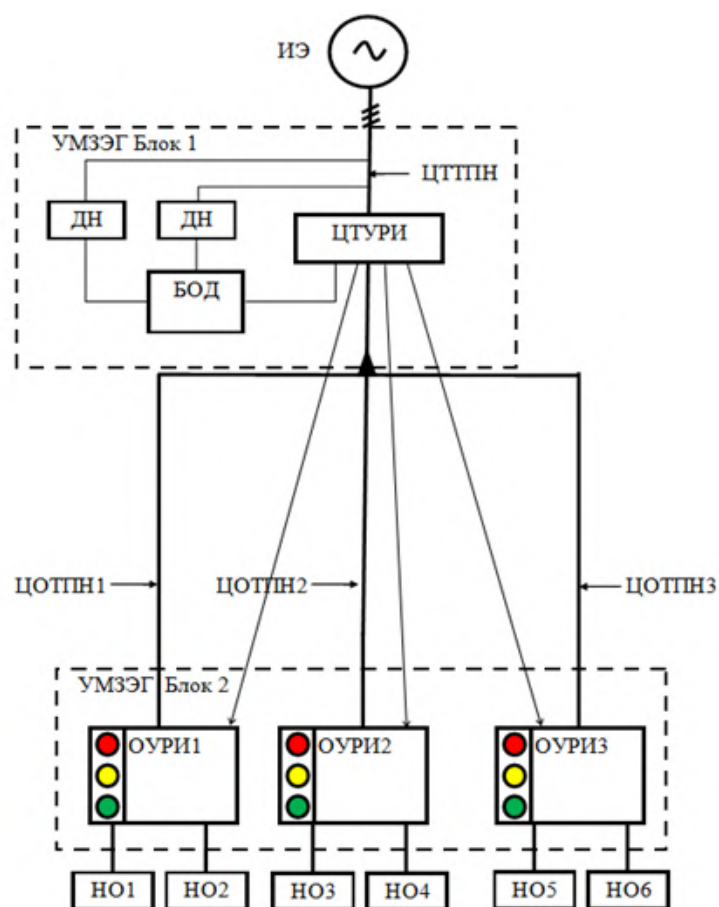 ИЭ
УМЗЭГ Блок 1
ЦТТПН
ДН
ДН
ЦТУРИ
БОД
ЦОТПН1
ЦОТПН2
ЦОТПН3
УМЗЭГ Блок 2
ОУРИ1
ОУРИ2
ОУРИ3
НО1
НО2
НО3
НО4
НО5
НО6